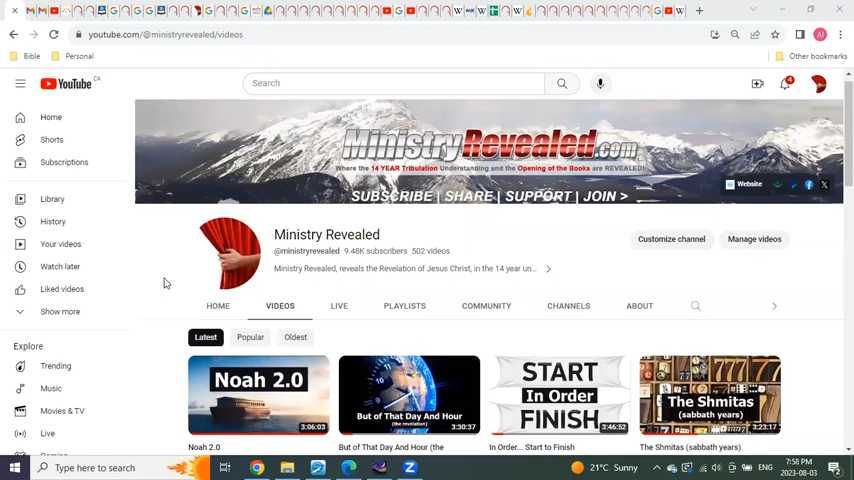 youtube.com/@ministryrevealed/videos
AI
Bible
Personal
Other bookmarks
YouTube CA
Search
4
MinistryRevealed.com
Where the 14 YEAR Tribulation Understanding and the Opening of the Books are REVEALED!
SUBSCRIBE | SHARE | SUPPORT | JOIN >
Website
Home
Shorts
Subscriptions
Library
History
Your videos
Watch later
Liked videos
Show more
Explore
Trending
Music
Movies & TV
Live
Ministry Revealed
@ministryrevealed 9.48K subscribers 502 videos
Ministry Revealed, reveals the Revelation of Jesus Christ, in the 14 year un...
Customize channel
Manage videos
HOME VIDEOS LIVE PLAYLISTS COMMUNITY CHANNELS ABOUT
Latest Popular Oldest
Noah 2.0
3:06:03
But of That Day And Hour
(the revelation)
3:30:37
START
In Order
FINISH
3:46:52
777
The Shmitas
(sabbath years)
3:23:17
Noah 2.0
But of That Day And Hour (the
In Order... Start to Finish
The Shmitas (sabbath years)
Type here to search
21°C Sunny
ENG
7:58 PM
2023-08-03
2